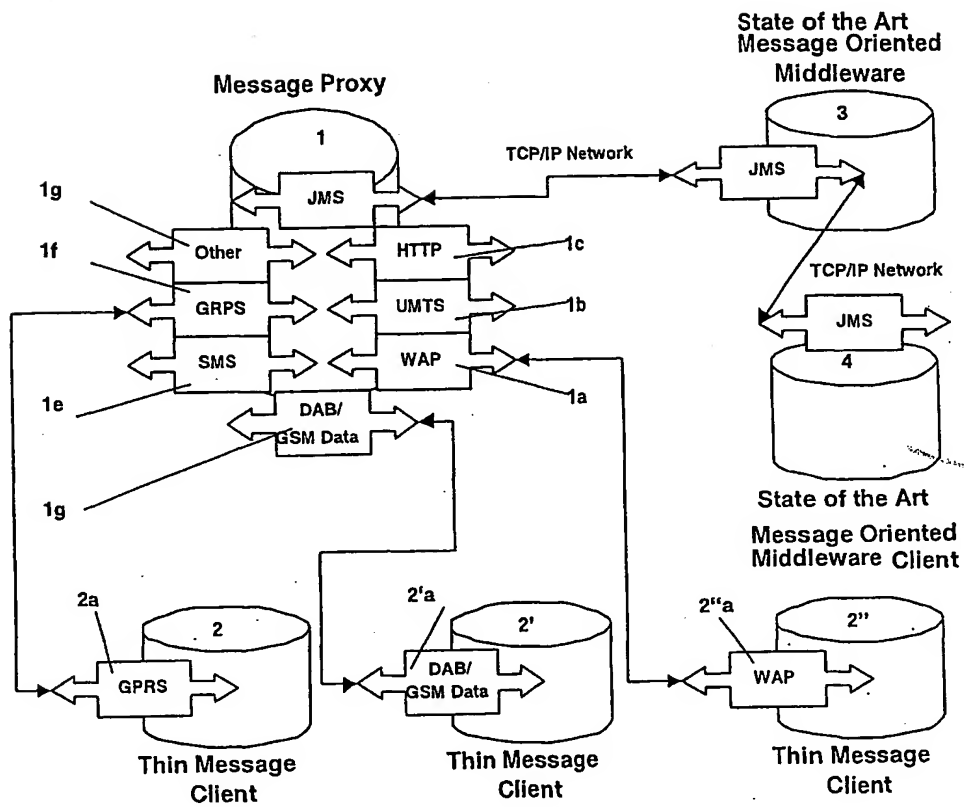 State of the Art
Message Oriented
Middleware
Message Proxy
3
1
TCP/IP Network
JMS
JMS
1g
Other
HTTP
1c
1f
TCP/IP Network
GRPS
UMTS
1b
JMS
SMS
WAP
4
1e
1a
DAB/
GSM Data
1g
State of the Art
Message Oriented
Middleware Client
2a
2
2'a
2'
2"a
2"
GPRS
DAB/
GSM Data
WAP
Thin Message
Client
Thin Message
Client
Thin Message
Client